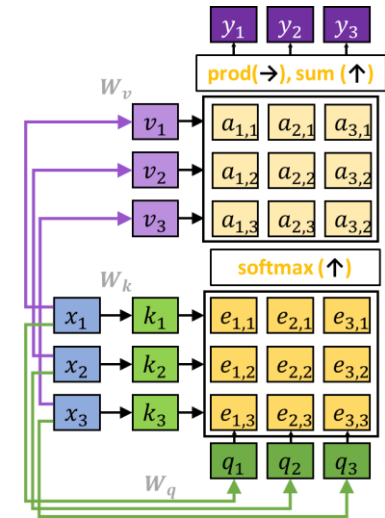 y1 y2 y3
prod(→), sum (↑)
Wv
v1 a1,1 a2,1 a3,1
v2 a1,2 a2,2 a3,2
v3 a1,3 a2,3 a3,2
softmax (↑)
Wk
x1 k1 e1,1 e2,1 e3,1
x2 k2 e1,2 e2,2 e3,2
x3 k3 e1,3 e2,3 e3,3
q1 q2 q3
Wq